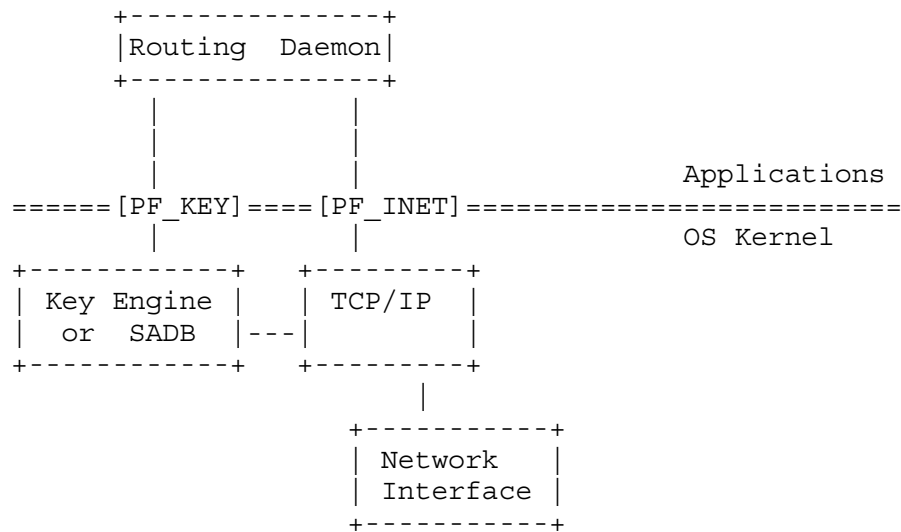 +---------------+
|Routing  Daemon|
+---------------+
|           |
|           |
|           |                   Applications
======[PF_KEY]====[PF_INET]==========================
|           |                   OS Kernel
+------------+   +---------+
| Key Engine |   | TCP/IP  |
|  or  SADB  |---|         |
+------------+   +---------+
|
+-----------+
| Network   |
| Interface |
+-----------+